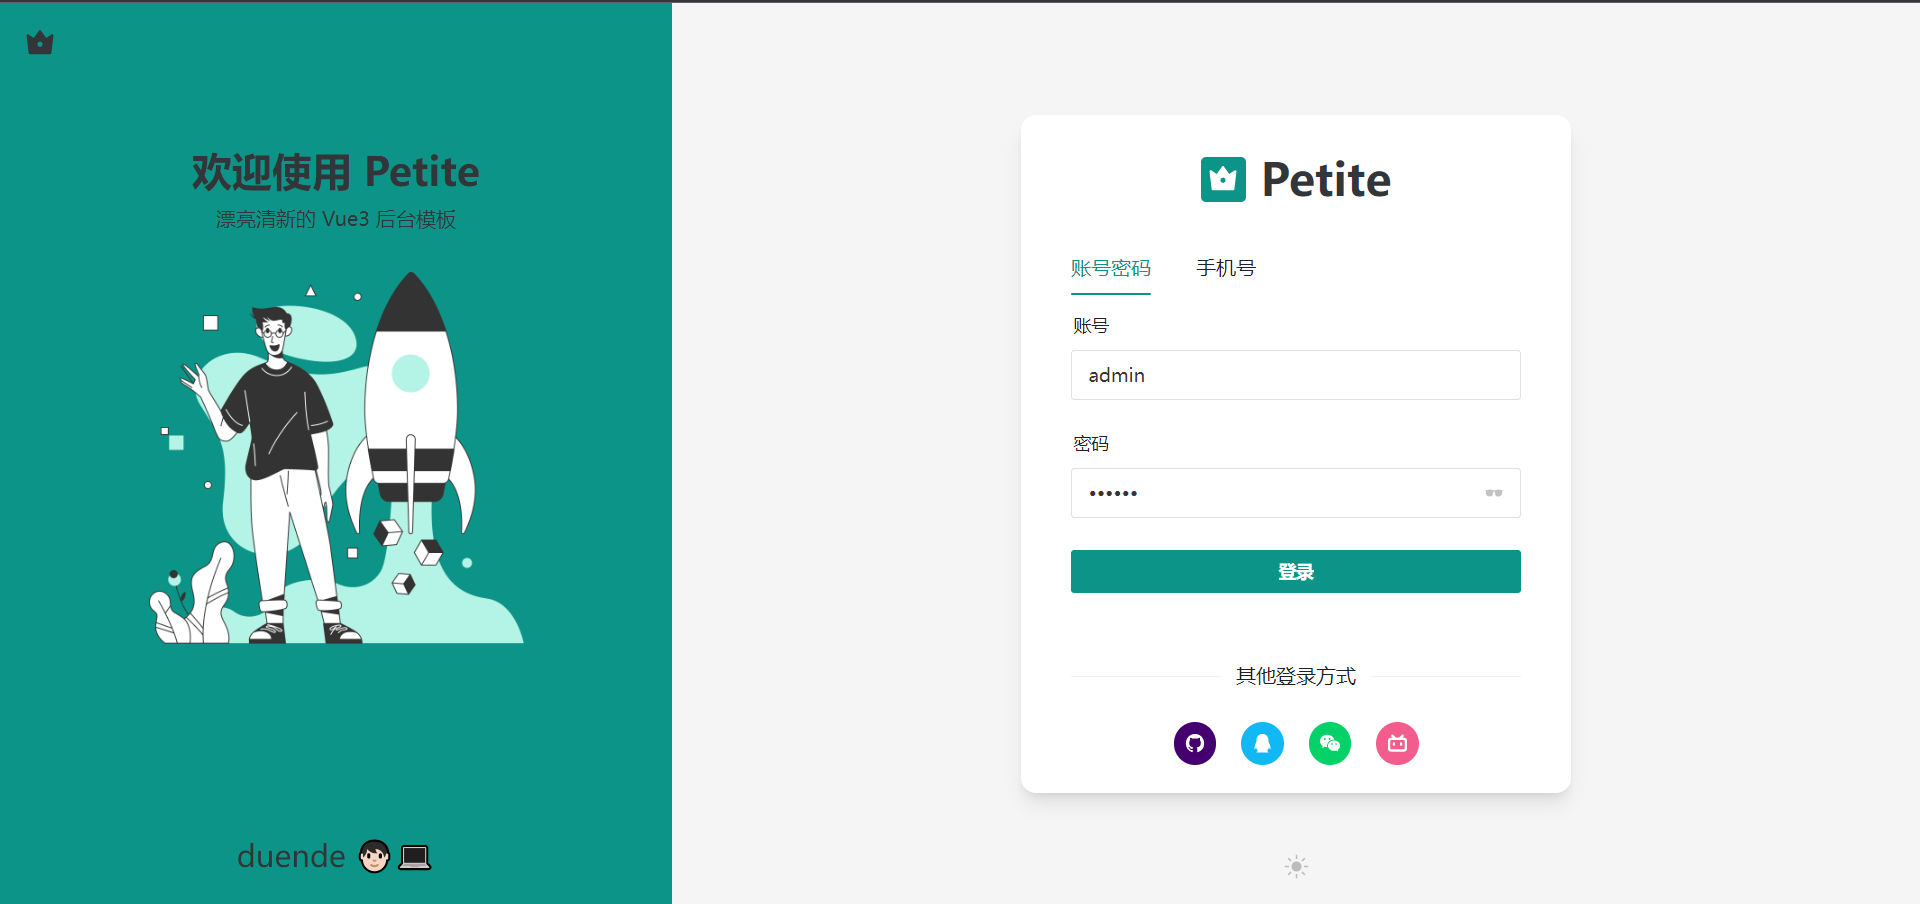 欢迎使用 Petite
漂亮清新的 Vue3 后台模板
duende
Petite
账号密码 手机号
账号
admin
密码
••••••
登录
其他登录方式